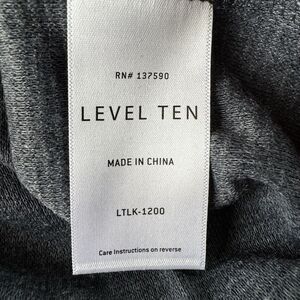 RN# 137590
LEVEL TEN
MADE IN CHINA
LTLK-1200
Care Instructions on reverse